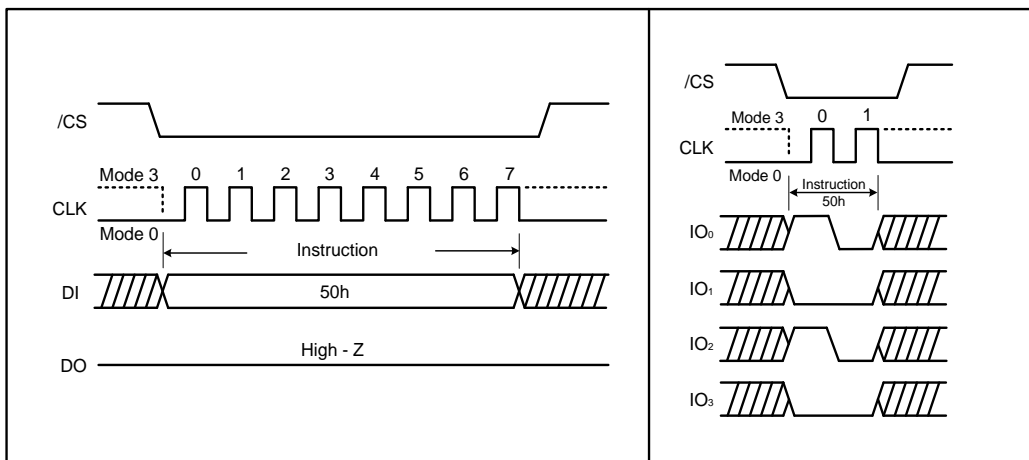 /CS
Mode 3 0 1 2 3 4 5 6 7
CLK
Mode 0
Instruction
DI 50h
High - Z
DO
/CS
Mode 3 0 1
CLK
Mode 0
Instruction
50h
IO0
IO1
IO2
IO3